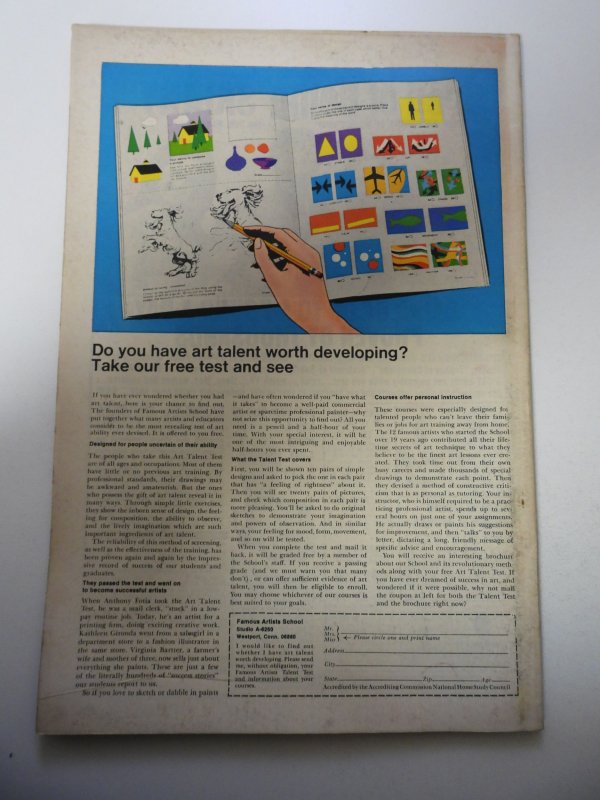 Do you have art talent worth developing?
Take our free test and see
If you have ever wondered whether you had
art talent, here is your chance to find out.
The founders of Famous Artists School have
put together what many artists and educators
consider to be the most revealing test of art
ability ever devised. It is offered to you free.
Designed for people uncertain of their ability
The people who take this Art Talent Test
are of all ages and occupations. Most of them
have little or no previous art training. By
professional standards, their drawings may
be awkward and amateurish. But the ones
who possess the gift of art talent reveal it in
many ways. Through simple little exercises,
they show the inborn sense of design, the feel-
ing for composition, the ability to observe,
and the lively imagination which are such
important ingredients of art talent.
The reliability of this method of screening,
as well as the effectiveness of the training, has
been proven again and again by the impres-
sive record of success of our students and
graduates.
They passed the test and went on
to become successful artists
When Anthony Fotia took the Art Talent
Test, he was a mail clerk, "stuck" in a low-
pay routine job. Today, he's an artist for a
printing firm, doing exciting creative work.
Kathleen Gironda went from a salesgirl in a
department store to a fashion illustrator in
the same store. Virginia Bartter, a farmer's
wife and mother of three, now sells just about
everything she paints. These are just a few
of the literally hundreds of "success stories"
our students report to us.
So if you love to sketch or dabble in paints
—and have often wondered if you "have what
it takes" to become a well-paid commercial
artist or sparetime professional painter—why
not seize this opportunity to find out? All you
need is a pencil and a half-hour of your
time. With your special interest, it will be
one of the most intriguing and enjoyable
half-hours you ever spent.
What the Talent Test covers
First, you will be shown ten pairs of simple
designs and asked to pick the one in each pair
that has "a feeling of rightness" about it.
Then you will see twenty pairs of pictures,
and check which composition in each pair is
more pleasing. You'll be asked to do original
sketches to demonstrate your imagination
and powers of observation. And in similar
ways, your feeling for mood, form, movement,
and so on will be tested.
When you complete the test and mail it
back, it will be graded free by a member of
the School's staff. If you receive a passing
grade (and we must warn you that many
don't), or can offer sufficient evidence of art
talent, you will then be eligible to enroll.
You may choose whichever of our courses is
best suited to your goals.
Courses offer personal instruction
These courses were especially designed for
talented people who can't leave their fami-
lies or jobs for art training away from home.
The 12 famous artists who started the School
over 19 years ago contributed all their life-
time secrets of art technique to what they
believe to be the finest art lessons ever cre-
ated. They took time out from their own
busy careers and made thousands of special
drawings to demonstrate each point. Then
they devised a method of constructive criti-
cism that is as personal as tutoring. Your in-
structor, who is himself required to be a prac-
ticing professional artist, spends up to sev-
eral hours on just one of your assignments.
He actually draws or paints his suggestions
for improvement, and then "talks" to you by
letter, dictating a long, friendly message of
specific advice and encouragement.
You will receive an interesting brochure
about our School and its revolutionary meth-
ods along with your free Art Talent Test. If
you have ever dreamed of success in art, and
wondered if it were possible, why not mail
the coupon at left for both the Talent Test
and the brochure right now?
Famous Artists School
Studio A-4260
Westport, Conn. 06880
I would like to find out
whether I have art talent
worth developing. Please send
me, without obligation, your
Famous Artists Talent Test
and information about your
courses.
Mr.
Mrs.
Miss
← Please circle one and print name
Address
City
State Zip Age
Accredited by the Accrediting Commission National Home Study Council